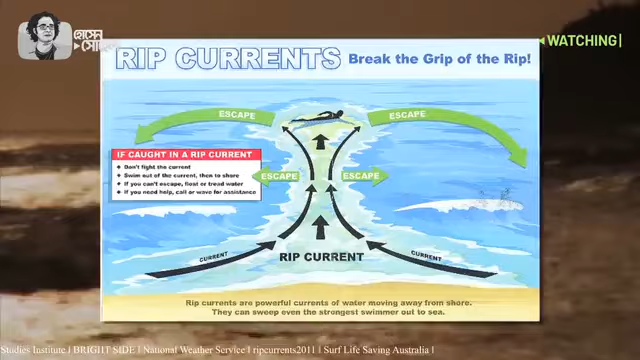 হোসেন
WATCHING
RIP CURRENTS Break the Grip of the Rip!
ESCAPE
ESCAPE
IF CAUGHT IN A RIP CURRENT
Don't fight the current
Swim out of the current, then to shore
If you can't escape, float or tread water
If you need help, call or wave for assistance
ESCAPE
ESCAPE
CURRENT
CURRENT
RIP CURRENT
Rip currents are powerful currents of water moving away from shore.
They can sweep even the strongest swimmer out to sea.
Studies Institute l BRIGHT SIDE l National Weather Service l ripcurrents2011 l Surf Life Saving Australia l